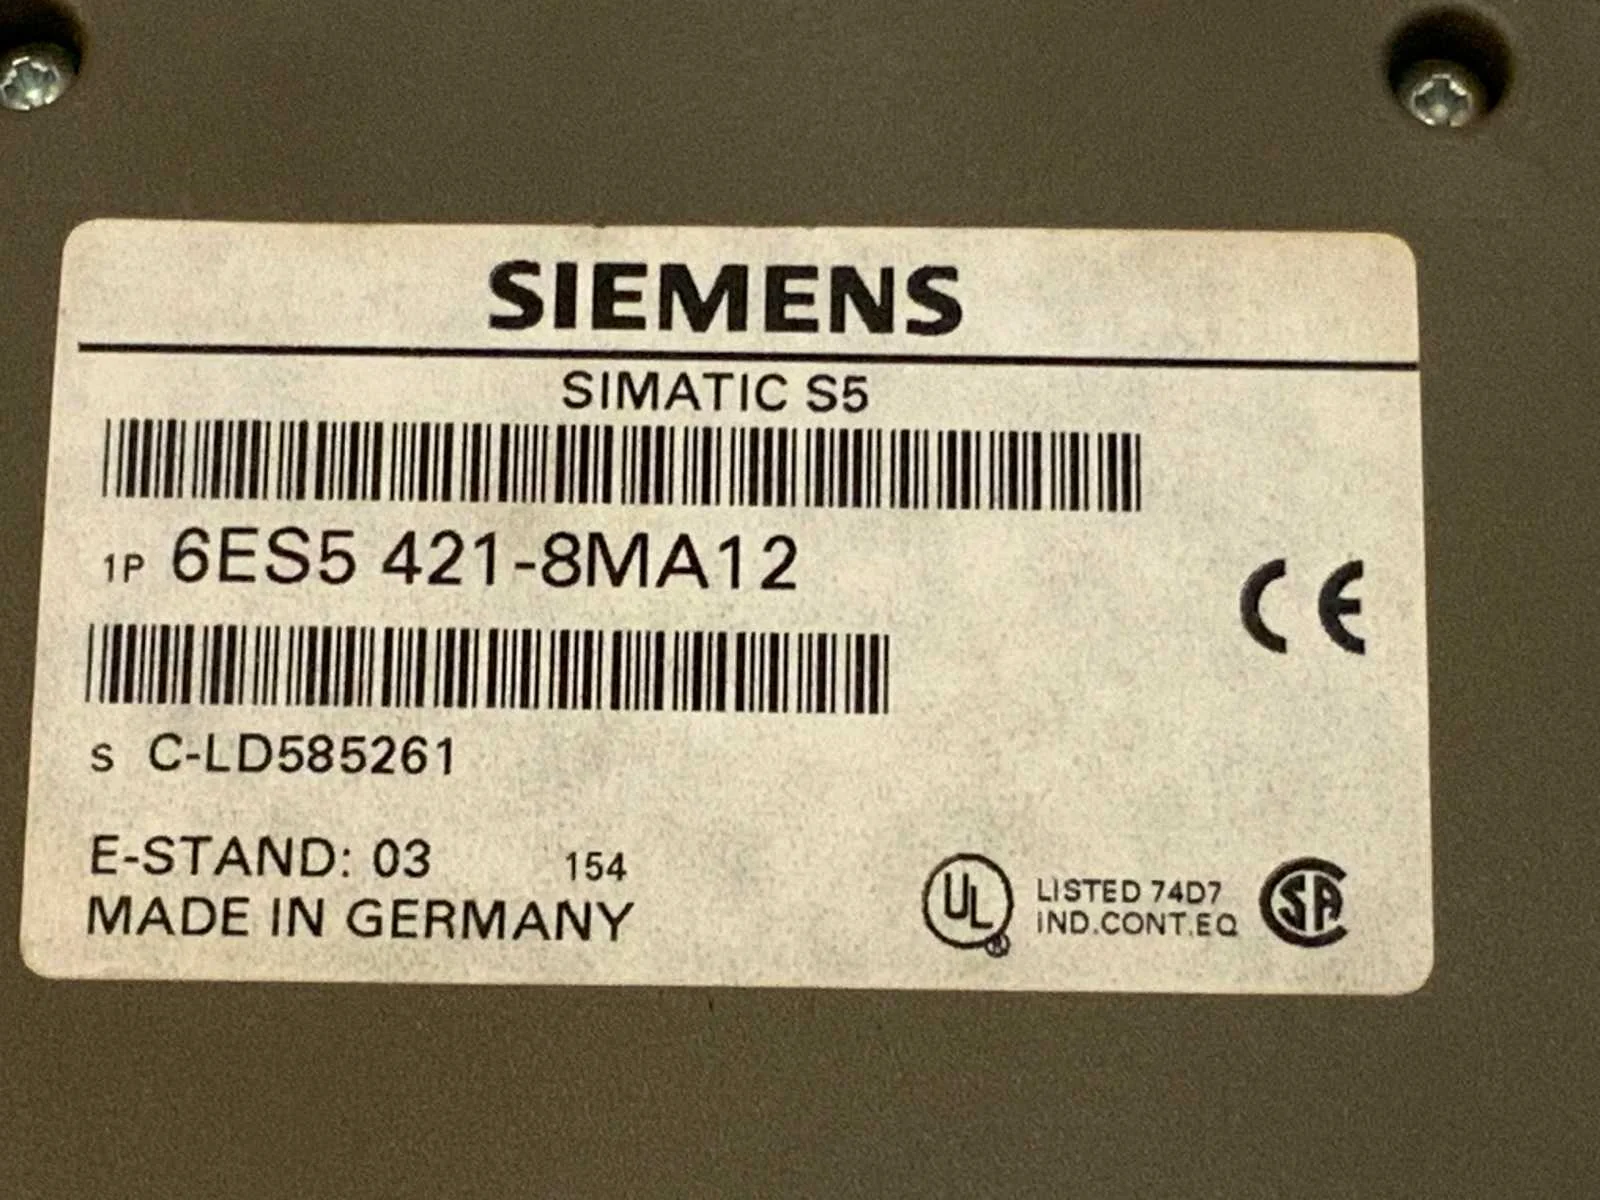 SIEMENS
SIMATIC S5
1P 6ES5 421-8MA12
CE
S C-LD585261
E-STAND: 03 154
MADE IN GERMANY
UL ® LISTED 74D7 SA
IND.CONT.EQ